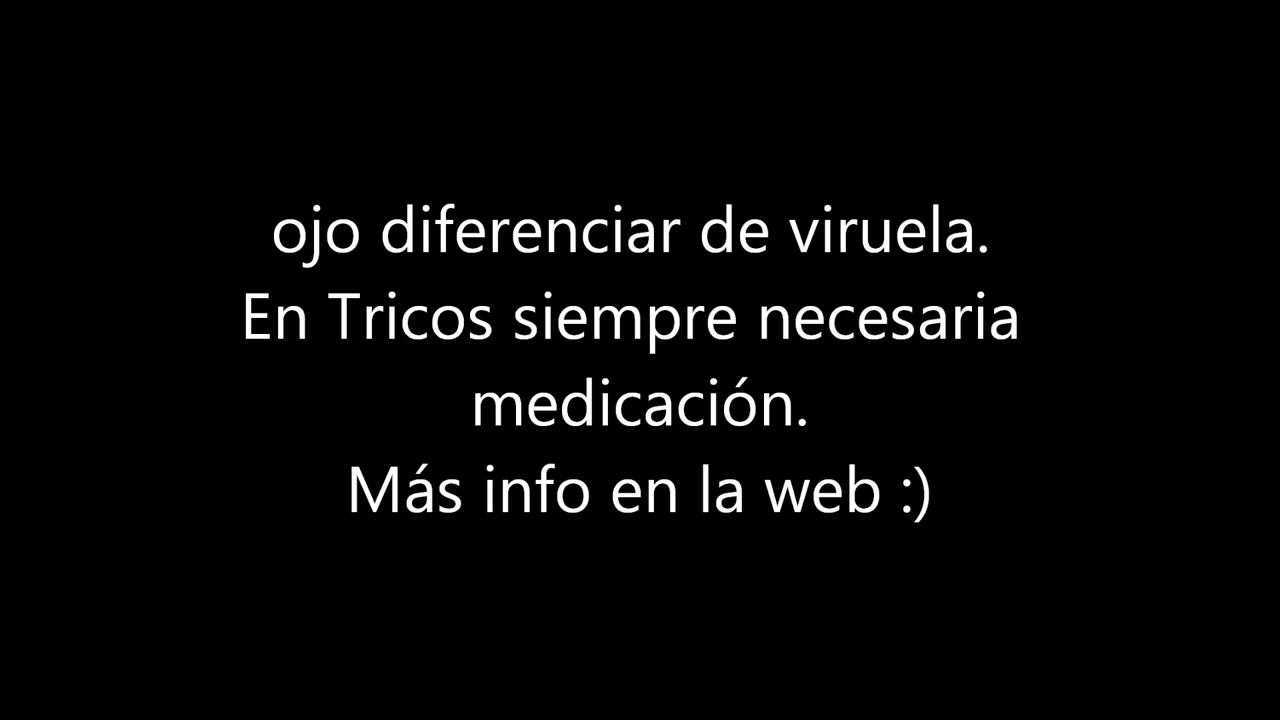 ojo diferenciar de viruela.
En Tricos siempre necesaria
medicación.
Más info en la web :)